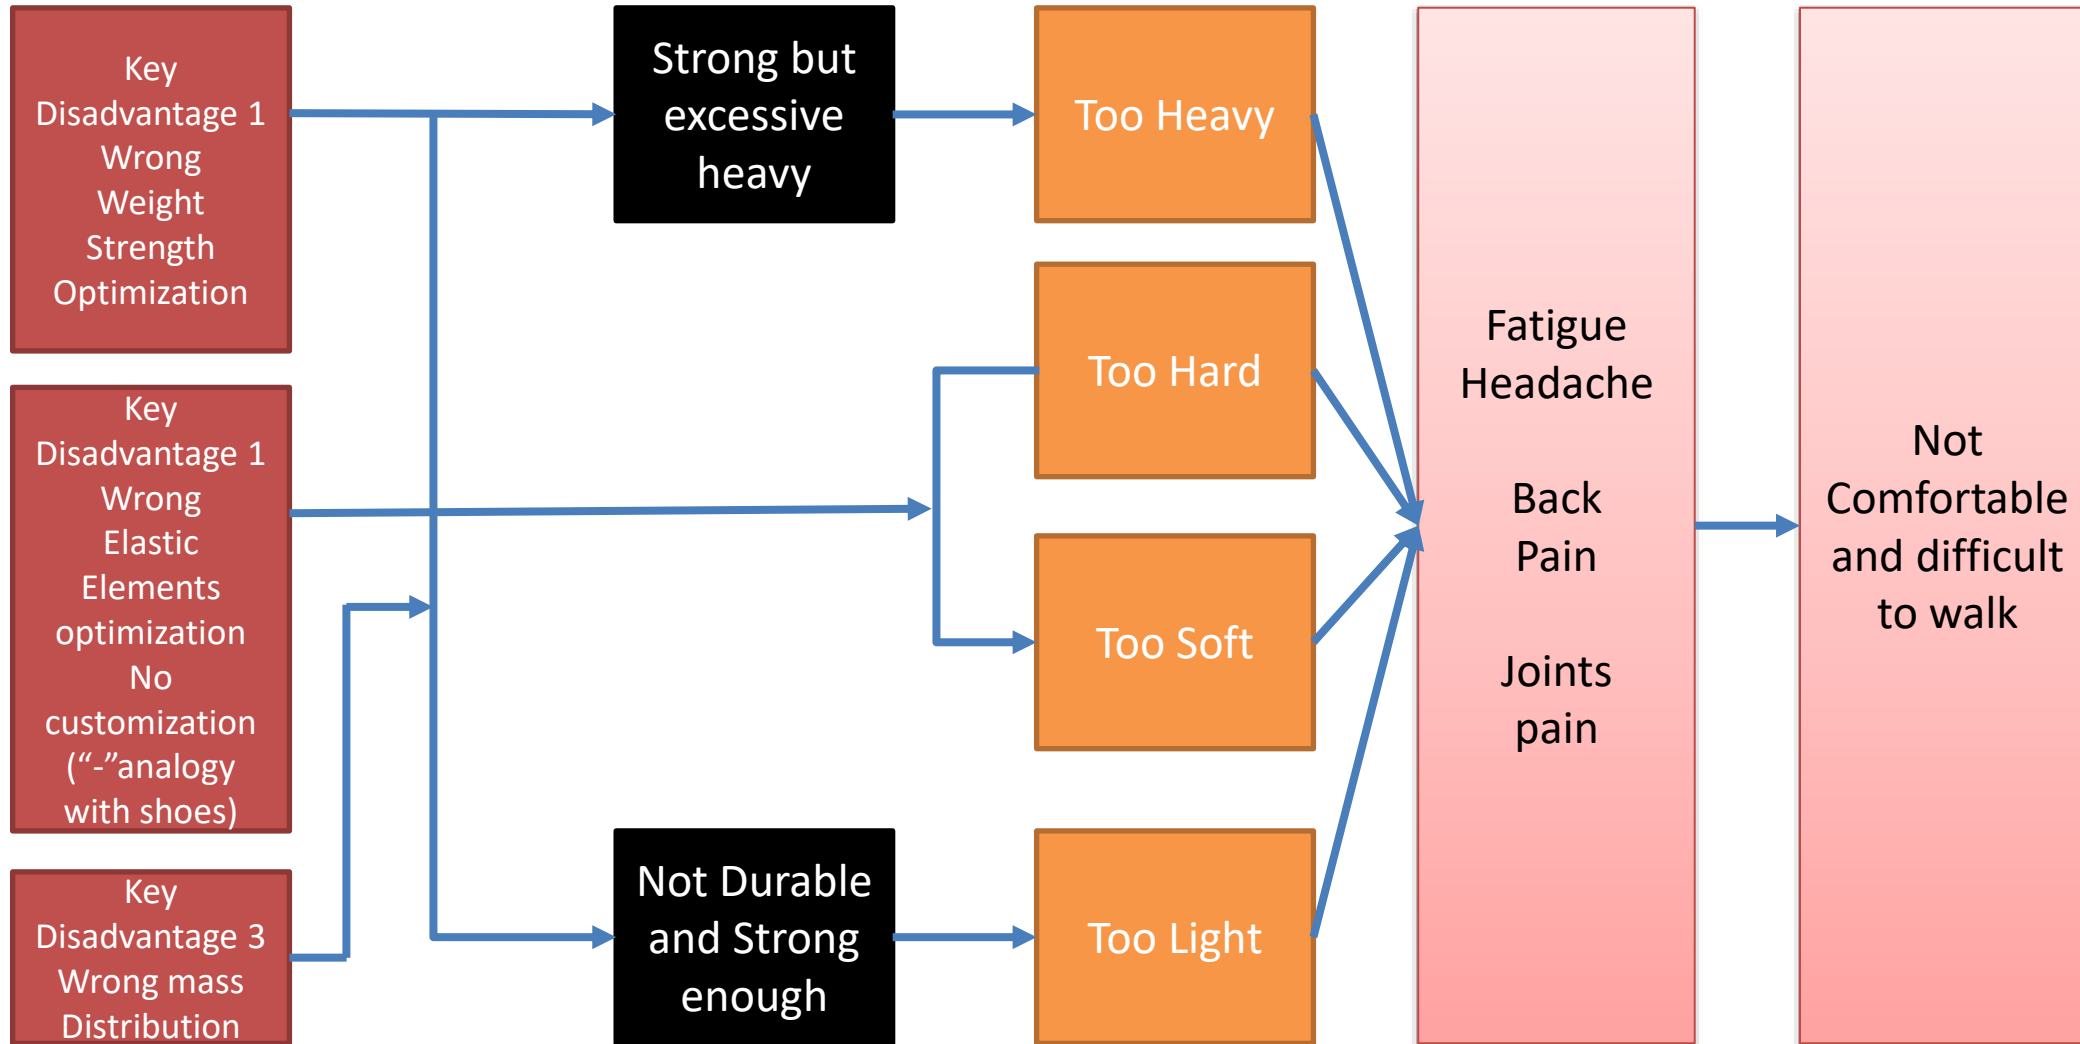 Key
Disadvantage 1
Wrong
Weight
Strength
Optimization
Key
Disadvantage 1
Wrong
Elastic
Elements
optimization
No
customization
(“-”analogy
with shoes)
Key
Disadvantage 3
Wrong mass
Distribution
Strong but
excessive
heavy
Not Durable
and Strong
enough
Too Heavy
Too Hard
Too Soft
Too Light
Fatigue
Headache
Back
Pain
Joints
pain
Not
Comfortable
and difficult
to walk